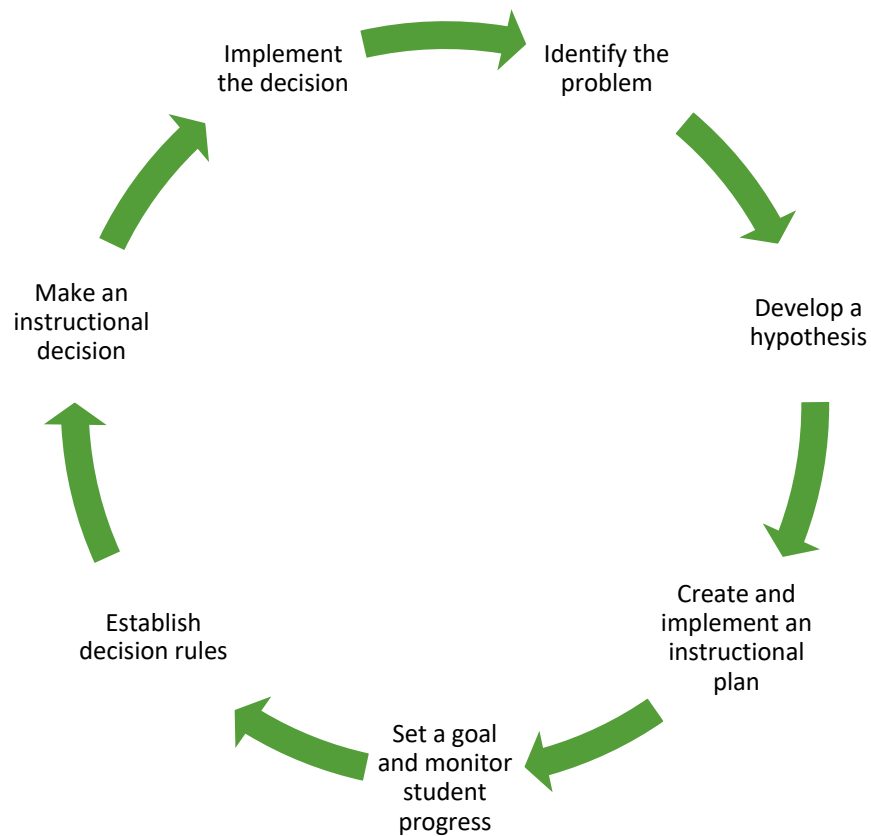 Implement
the decision
Identify the
problem
Develop a
hypothesis
Create and
implement an
instructional
plan
Set a goal
and monitor
student
progress
Establish
decision rules
Make an
instructional
decision